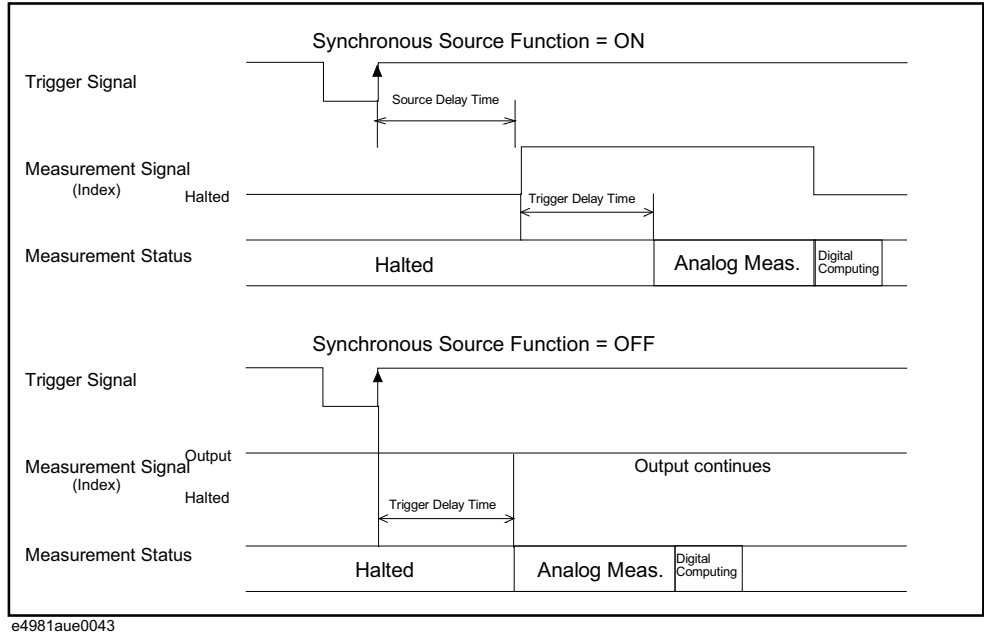 Synchronous Source Function = ON
Trigger Signal
Source Delay Time
Measurement Signal
(Index)
Halted
Trigger Delay Time
Measurement Status
Halted
Analog Meas.
Digital
Computing
Synchronous Source Function = OFF
Trigger Signal
Output
Measurement Signal
(Index)
Output continues
Halted
Trigger Delay Time
Measurement Status
Halted
Analog Meas.
Digital
Computing
e4981aue0043